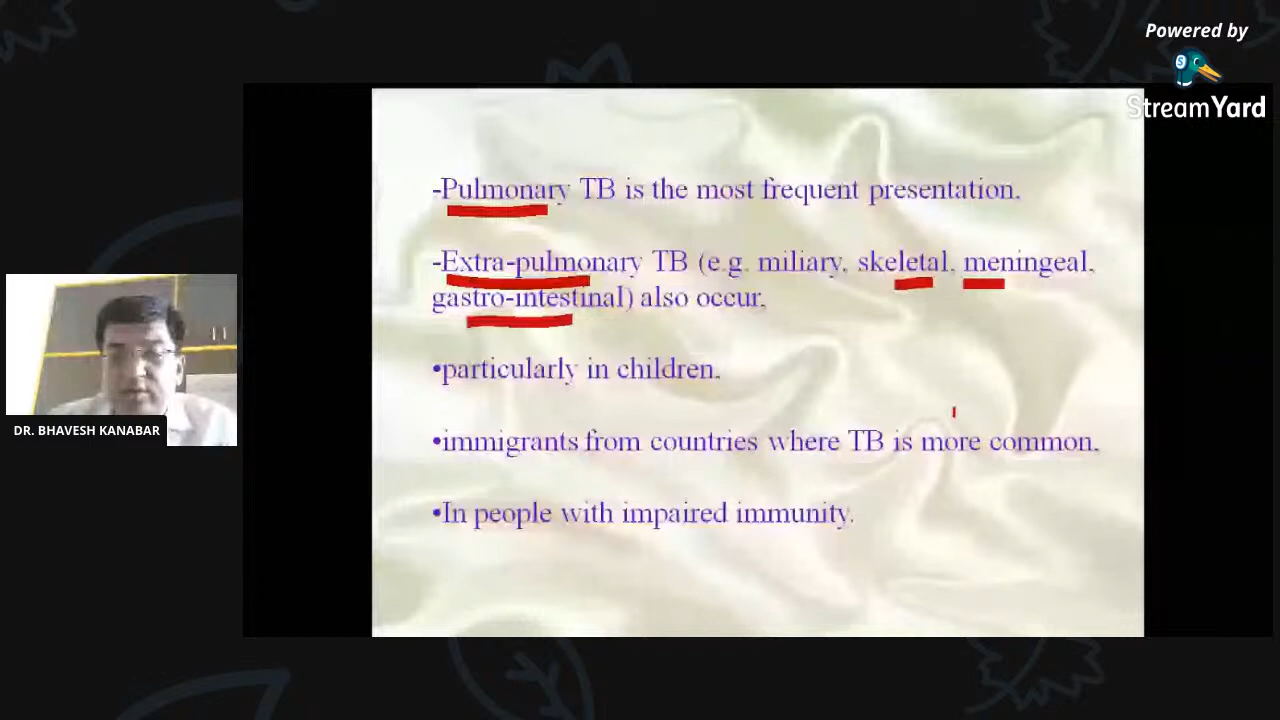 Powered by
StreamYard
-Pulmonary TB is the most frequent presentation.
-Extra-pulmonary TB (e.g. miliary, skeletal, meningeal,
gastro-intestinal) also occur,
•particularly in children.
•immigrants from countries where TB is more common.
•In people with impaired immunity.
DR. BHAVESH KANABAR